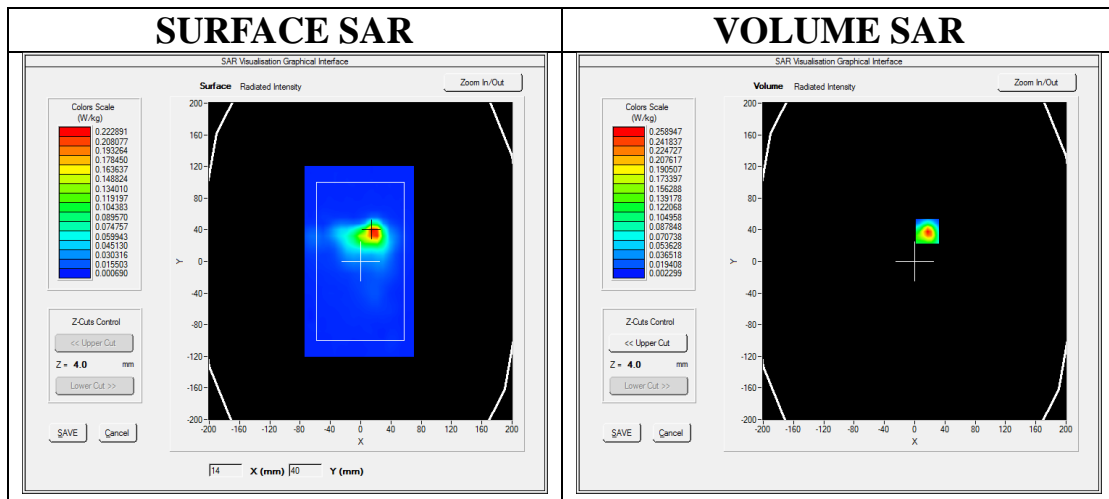 SURFACE SAR
VOLUME SAR
SAR Visualisation Graphical Interface
Surface Radiated Intensity
Zoom In/Out
Colors Scale
(W/kg)
0.222891
0.208077
0.193264
0.178450
0.163637
0.148824
0.134010
0.119197
0.104383
0.089570
0.074757
0.059943
0.045130
0.030316
0.015503
0.000690
Z-Cuts Control
<< Upper Cut
Z = 4.0 mm
Lower Cut >>
SAVE Cancel
200
160
120
80
40
0
-40
-80
-120
-160
-200
Y
-200 -160 -120 -80 -40 0 40 80 120 160 200
X
14 X (mm) 40 Y (mm)
SAR Visualisation Graphical Interface
Volume Radiated Intensity
Zoom In/Out
Colors Scale
(W/kg)
0.258947
0.241837
0.224727
0.207617
0.190507
0.173397
0.156288
0.139178
0.122068
0.104958
0.087848
0.070738
0.053628
0.036518
0.019408
0.002299
Z-Cuts Control
<< Upper Cut
Z = 4.0 mm
Lower Cut >>
SAVE Cancel
200
160
120
80
40
0
-40
-80
-120
-160
-200
Y
-200 -160 -120 -80 -40 0 40 80 120 160 200
X